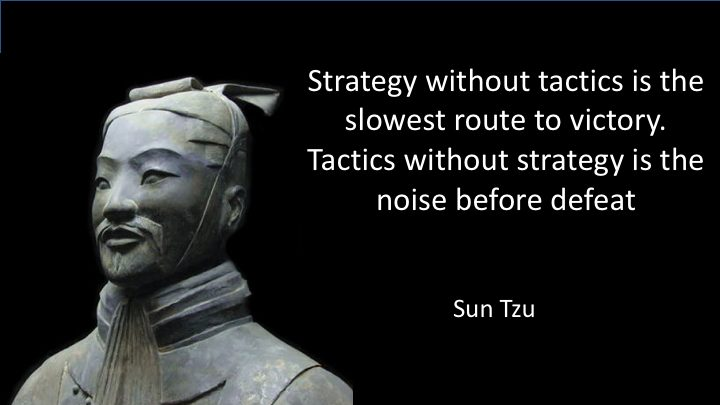 Strategy without tactics is the
slowest route to victory.
Tactics without strategy is the
noise before defeat
Sun Tzu